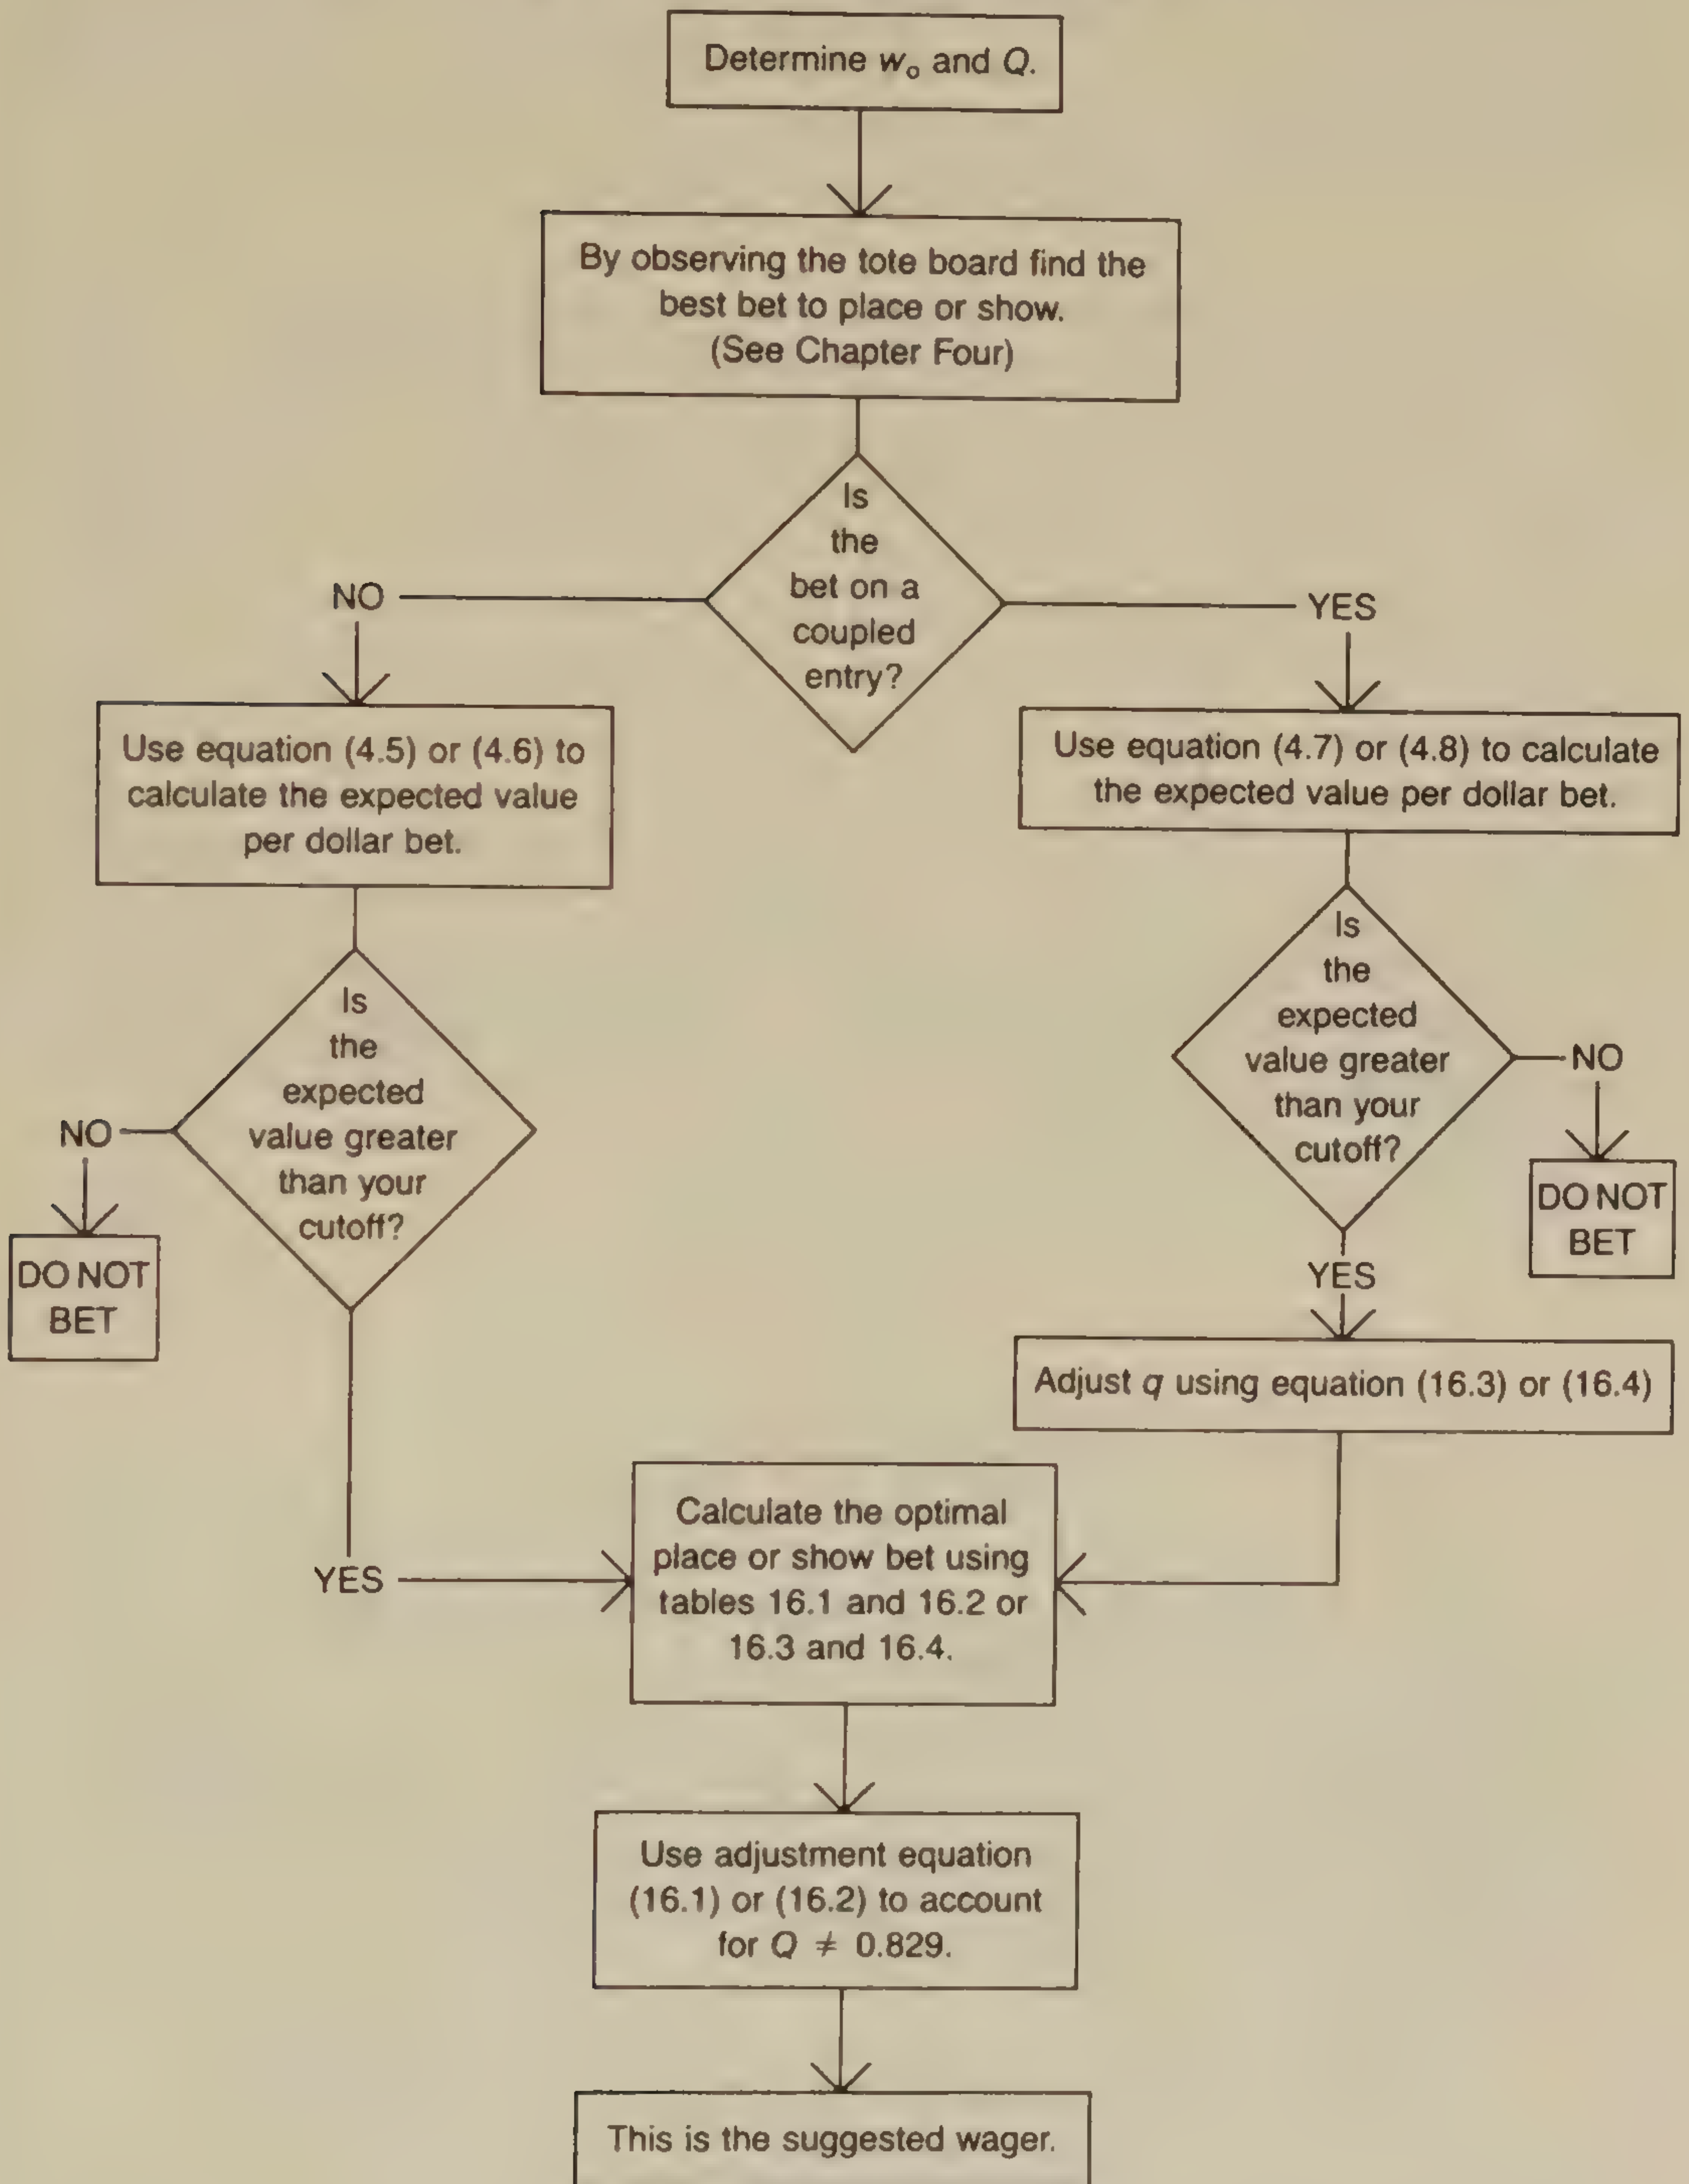 Determine w₀ and Q.
By observing the tote board find the
best bet to place or show.
(See Chapter Four)
Is
the
bet on a
coupled
entry?
NO
YES
Use equation (4.5) or (4.6) to
calculate the expected value
per dollar bet.
Use equation (4.7) or (4.8) to calculate
the expected value per dollar bet.
Is
the
expected
value greater
than your
cutoff?
NO
DO NOT
BET
YES
Is
the
expected
value greater
than your
cutoff?
NO
DO NOT
BET
YES
Adjust q using equation (16.3) or (16.4)
Calculate the optimal
place or show bet using
tables 16.1 and 16.2 or
16.3 and 16.4.
Use adjustment equation
(16.1) or (16.2) to account
for Q ≠ 0.829.
This is the suggested wager.